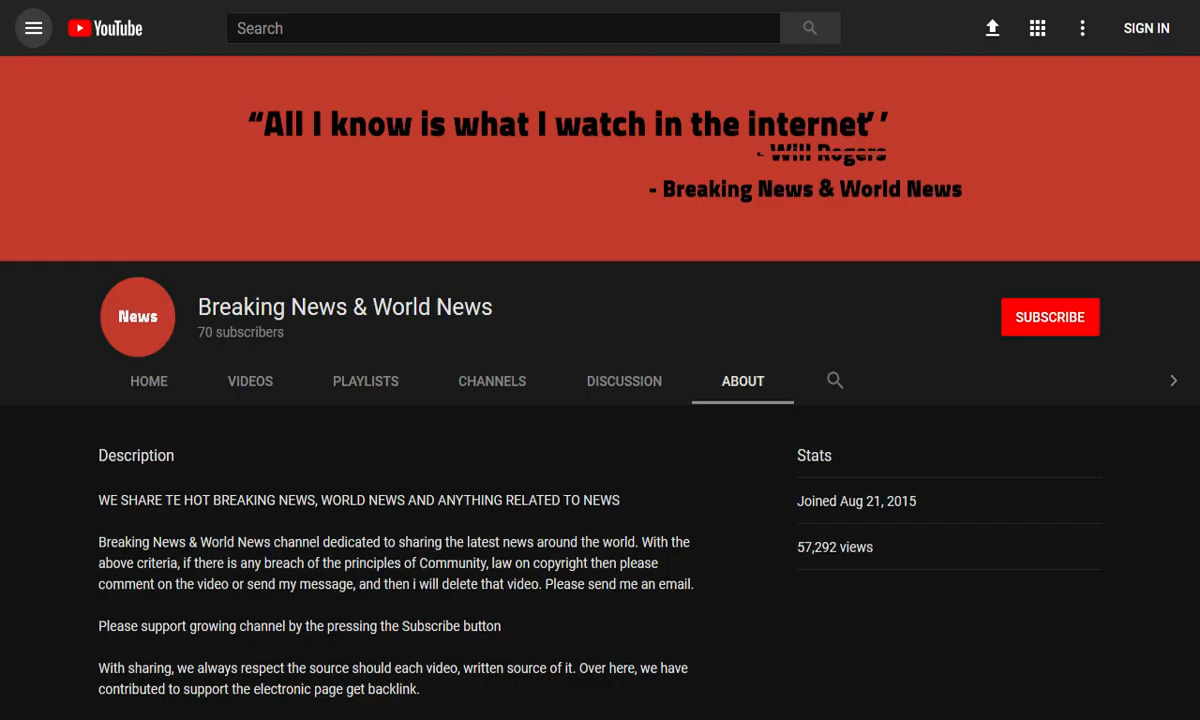 YouTube
Search
SIGN IN
“All I know is what I watch in the internet’’
- Will Rogers
- Breaking News & World News
News
Breaking News & World News
70 subscribers
SUBSCRIBE
HOME VIDEOS PLAYLISTS CHANNELS DISCUSSION ABOUT
Description
WE SHARE TE HOT BREAKING NEWS, WORLD NEWS AND ANYTHING RELATED TO NEWS
Breaking News & World News channel dedicated to sharing the latest news around the world. With the
above criteria, if there is any breach of the principles of Community, law on copyright then please
comment on the video or send my message, and then i will delete that video. Please send me an email.
Please support growing channel by the pressing the Subscribe button
With sharing, we always respect the source should each video, written source of it. Over here, we have
contributed to support the electronic page get backlink.
Stats
Joined Aug 21, 2015
57,292 views